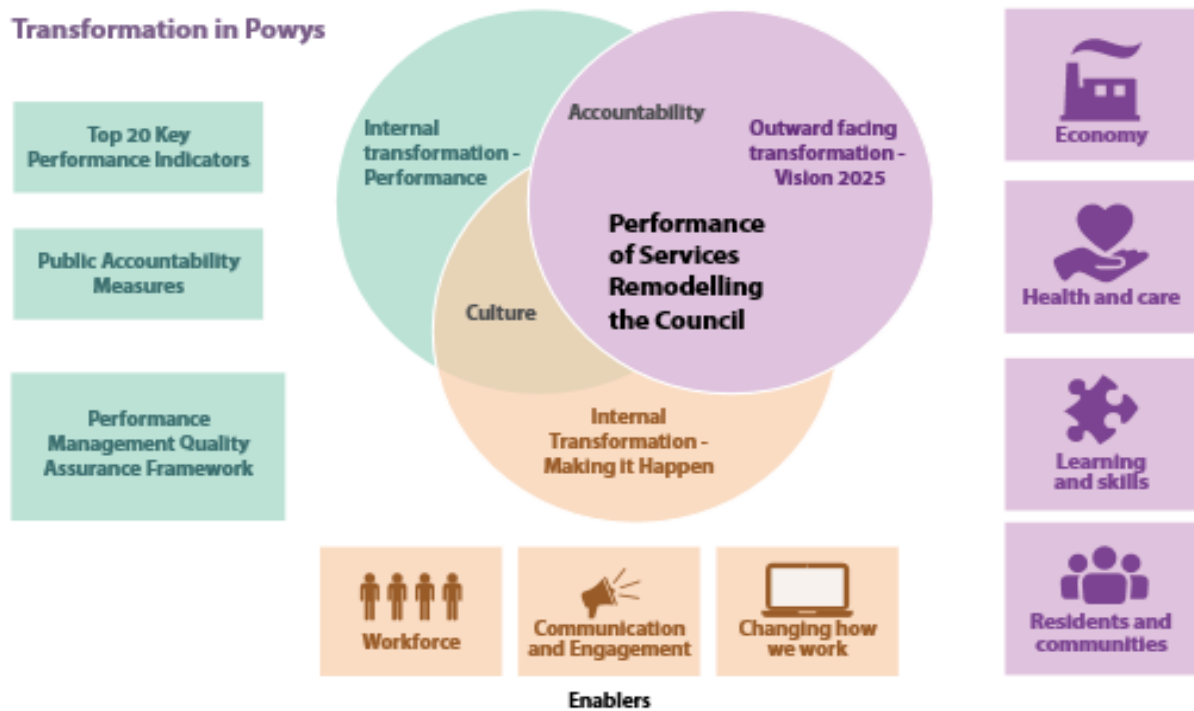 Transformation in Powys
Top 20 Key
Performance Indicators
Public Accountability
Measures
Performance
Management Quality
Assurance Framework
Internal
transformation -
Performance
Accountability
Outward facing
transformation -
Vision 2025
Performance
of Services
Remodelling
the Council
Culture
Internal
Transformation -
Making it Happen
Workforce
Communication
and Engagement
Changing how
we work
Enablers
Economy
Health and care
Learning
and skills
Residents and
communities